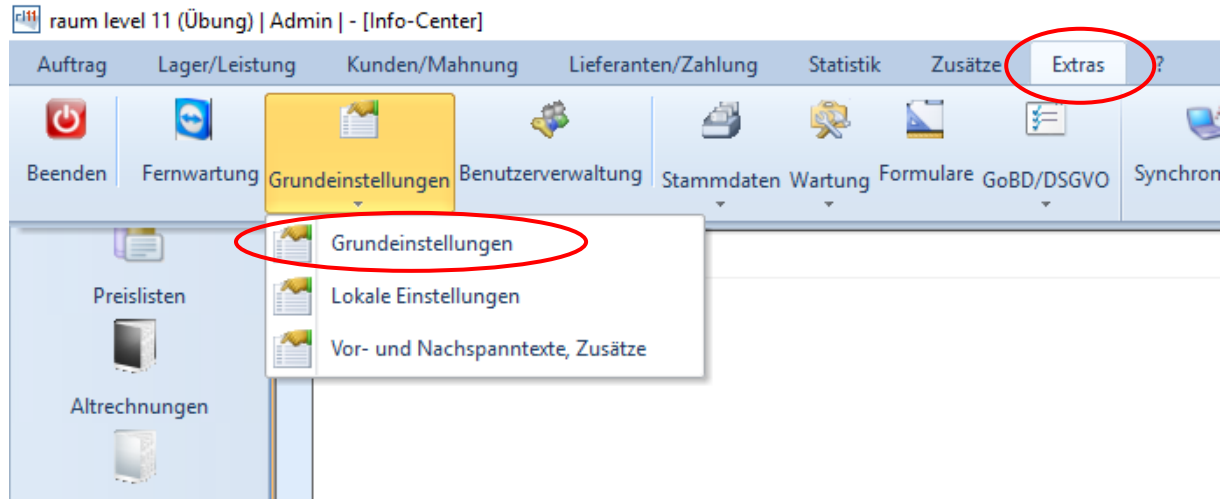 raum level 11 (Übung) | Admin | - [Info-Center]
Auftrag Lager/Leistung Kunden/Mahnung Lieferanten/Zahlung Statistik Zusätze Extras ?
Beenden Fernwartung Grundeinstellungen Benutzerverwaltung Stammdaten Wartung Formulare GoBD/DSGVO Synchron
Grundeinstellungen
Preislisten Lokale Einstellungen
Vor- und Nachspanntexte, Zusätze
Altrechnungen